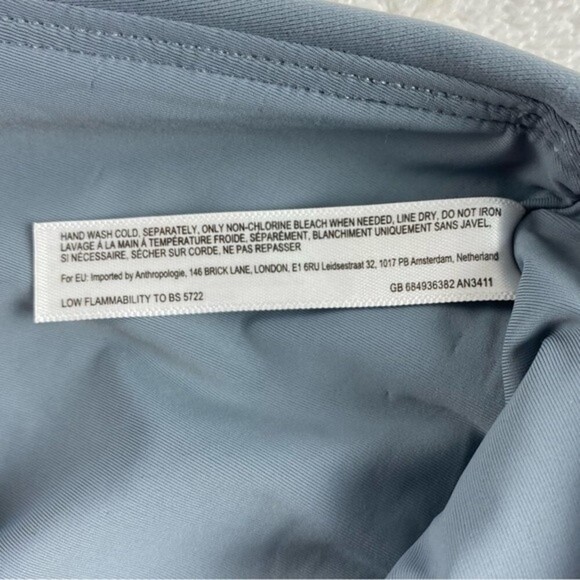 HAND WASH COLD, SEPARATELY, ONLY NON-CHLORINE BLEACH WHEN NEEDED, LINE DRY, DO NOT IRON
LAVAGE À LA MAIN À TEMPÉRATURE FROIDE, SÉPARÉMENT, BLANCHIMENT UNIQUEMENT SANS JAVEL,
SI NÉCESSAIRE, SÉCHER SUR CORDE, NE PAS REPASSER
For EU: Imported by Anthropologie, 146 BRICK LANE, LONDON, E1 6RU Leidsestraat 32, 1017 PB Amsterdam, Netherland
GB 684936382 AN3411
LOW FLAMMABILITY TO BS 5722